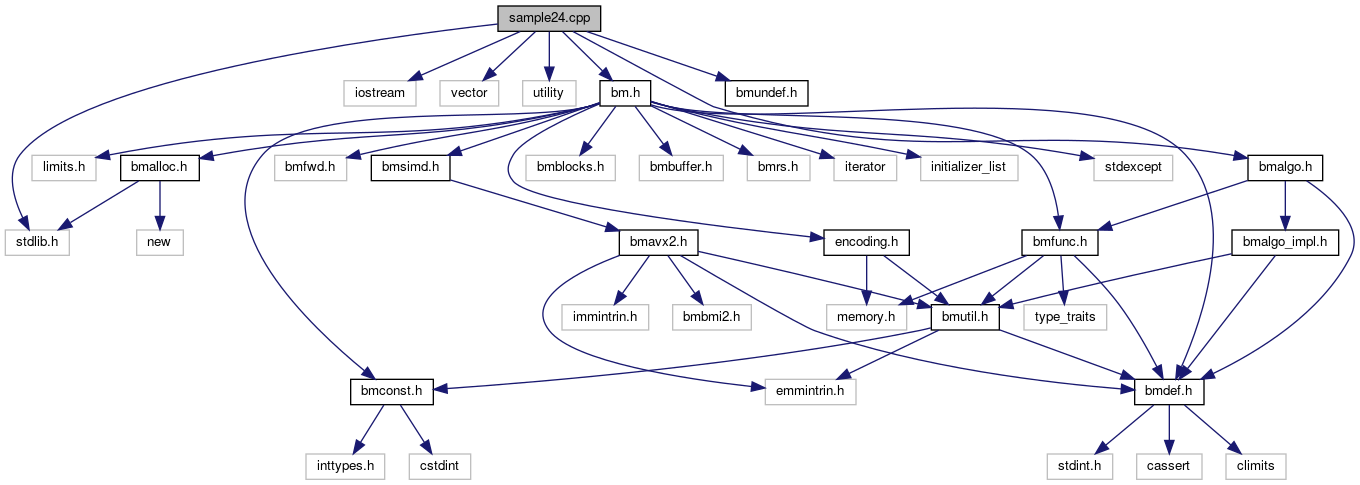 sample24.cpp
iostream
vector
utility
bm.h
bmundef.h
limits.h
bmalloc.h
bmfwd.h
bmsimd.h
bmblocks.h
bmbuffer.h
bmrs.h
iterator
initializer_list
stdexcept
bmalgo.h
stdlib.h
new
bmavx2.h
encoding.h
bmfunc.h
bmalgo_impl.h
immintrin.h
bmbmi2.h
memory.h
bmutil.h
type_traits
bmconst.h
emmintrin.h
bmdef.h
inttypes.h
cstdint
stdint.h
cassert
climits